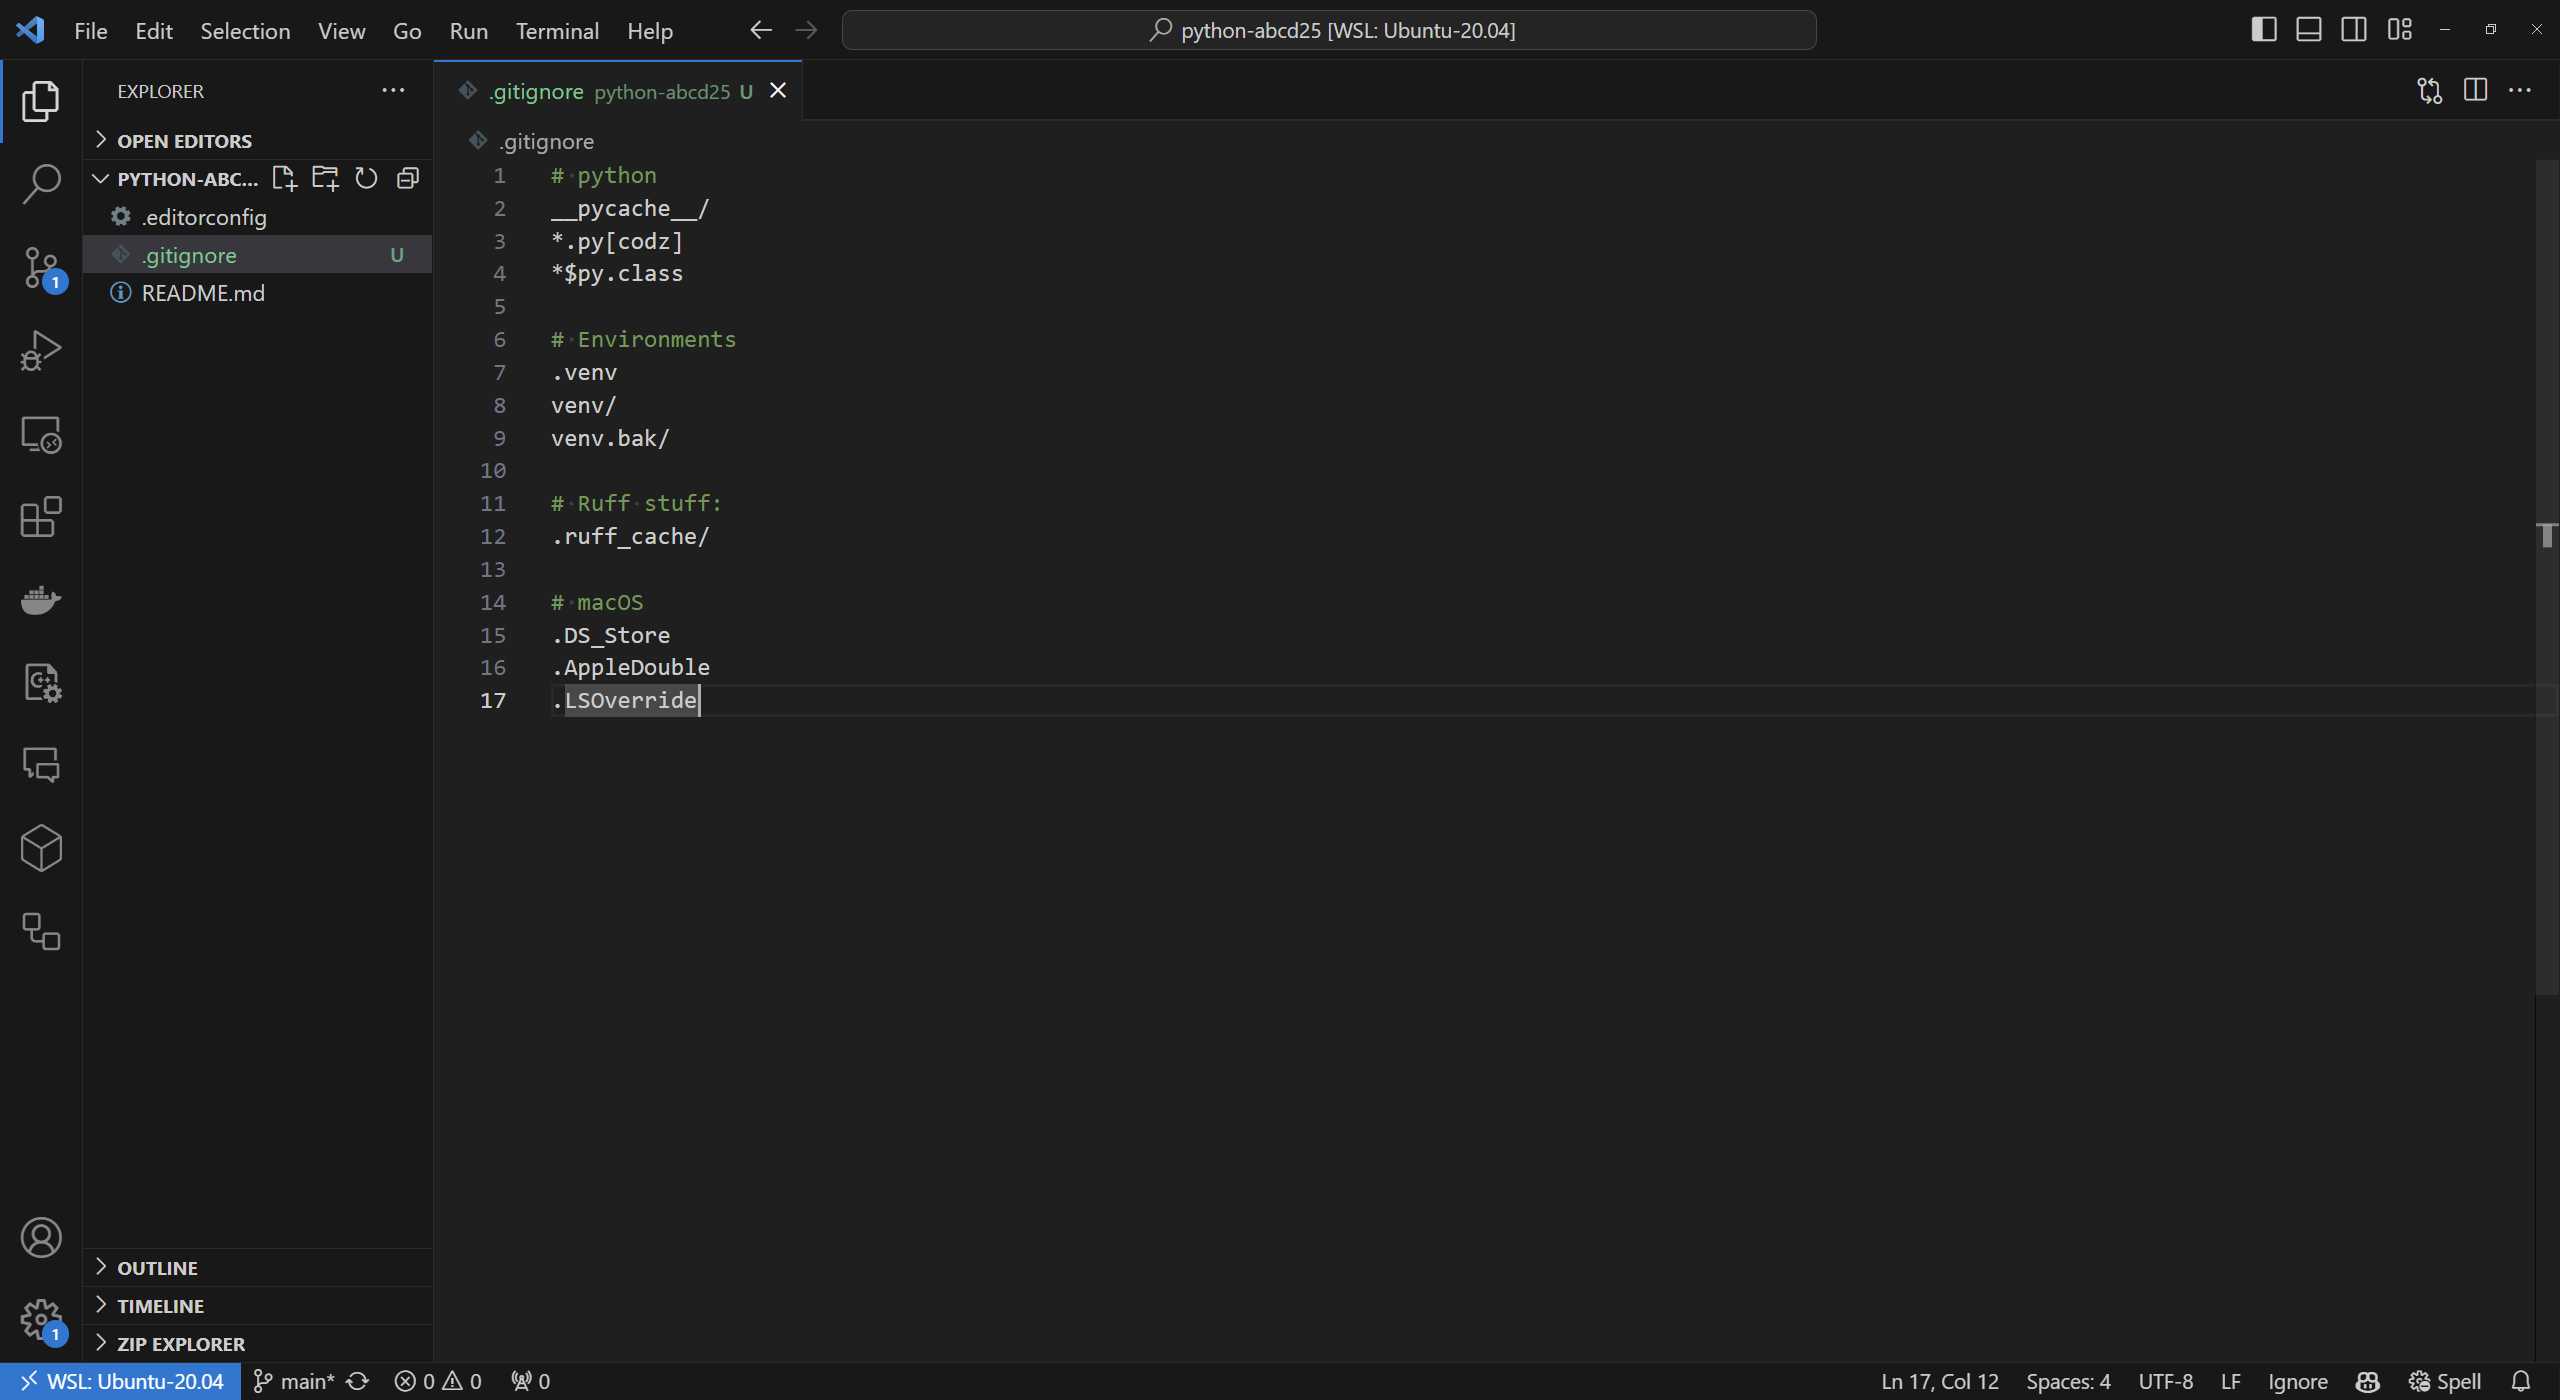 File Edit Selection View Go Run Terminal Help
python-abcd25 [WSL: Ubuntu-20.04]
EXPLORER
OPEN EDITORS
PYTHON-ABC...
.editorconfig
.gitignore U
README.md
OUTLINE
TIMELINE
ZIP EXPLORER
1
1
.gitignore python-abcd25 U
.gitignore
1 # python
2 __pycache__/
3 *.py[codz]
4 *$py.class
5
6 # Environments
7 .venv
8 venv/
9 venv.bak/
10
11 # Ruff stuff:
12 .ruff_cache/
13
14 # macOS
15 .DS_Store
16 .AppleDouble
17 .LSOverride
WSL: Ubuntu-20.04 main* 0 0 0 Ln 17, Col 12 Spaces: 4 UTF-8 LF Ignore Spell